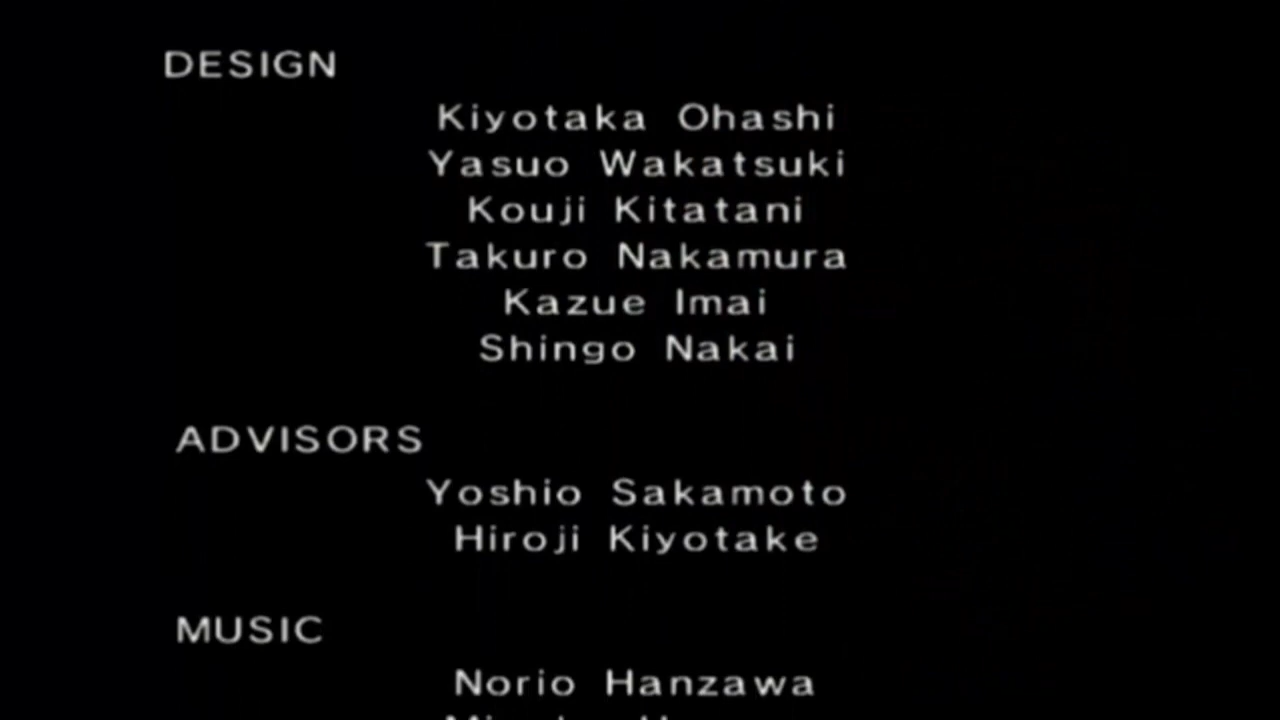 DESIGN
Kiyotaka Ohashi
Yasuo Wakatsuki
Kouji Kitatani
Takuro Nakamura
Kazue Imai
Shingo Nakai
ADVISORS
Yoshio Sakamoto
Hiroji Kiyotake
MUSIC
Norio Hanzawa